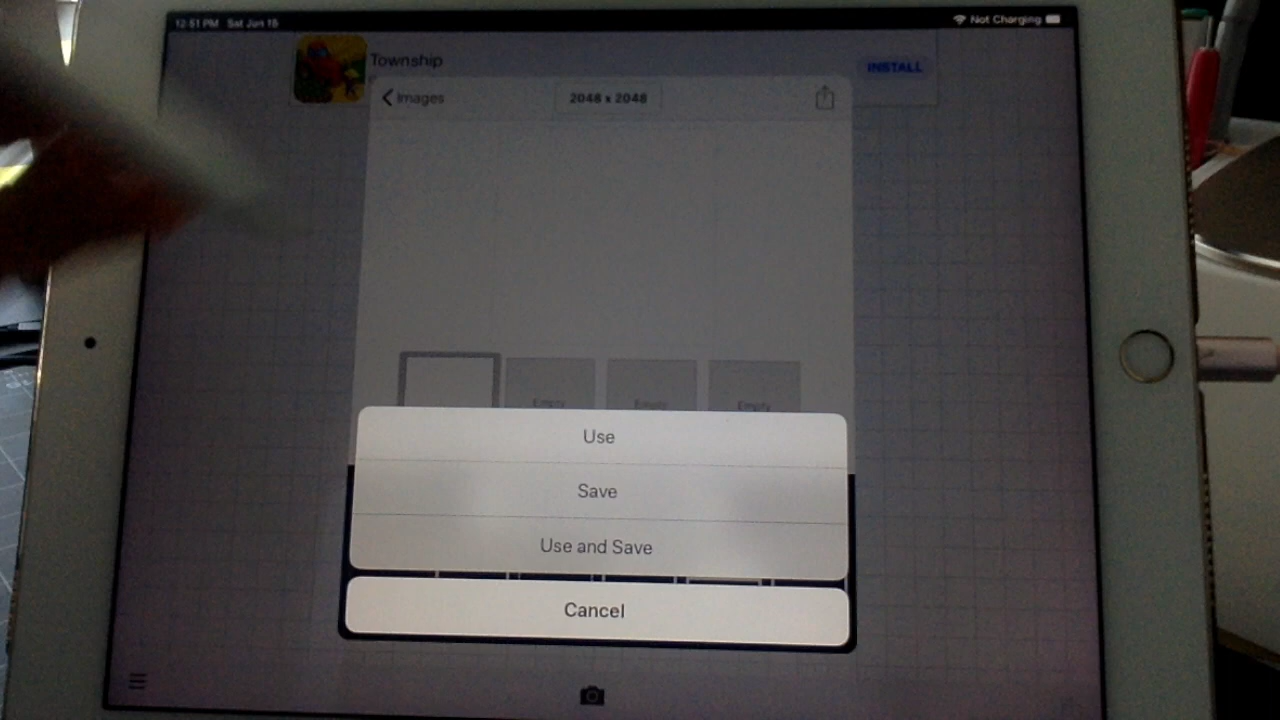 12:51 PM Sat Jun 15
Not Charging
Township
INSTALL
Images
2048 x 2048
Empty
Empty
Empty
Use
Save
Use and Save
Cancel